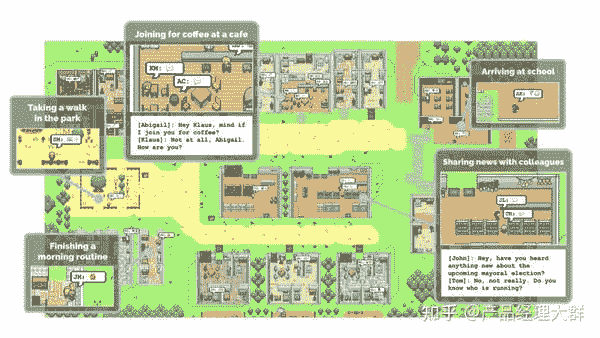 Joining for coffee at a cafe
KM:
AC:
[Abigail]: Hey Klaus, mind if
I join you for coffee?
[Klaus]: Not at all, Abigail.
How are you?
Taking a walk
in the park
Arriving at school
Sharing news with colleagues
[John]: Hey, have you heard
anything new about the
upcoming mayoral election?
[Tom]: No, not really. Do you
know who is running?
Finishing a
morning routine
JM:
知乎 @产品经理大群